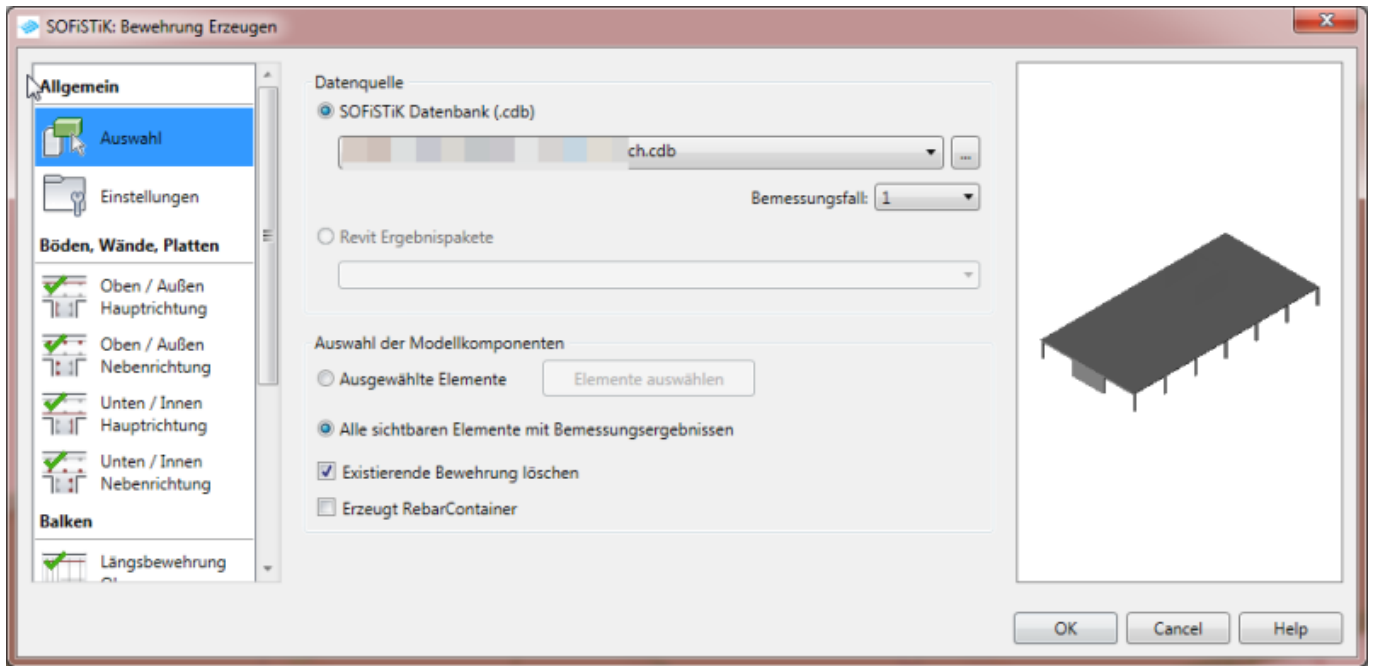 SOFiSTiK: Bewehrung Erzeugen
Allgemein
Auswahl
Einstellungen
Böden, Wände, Platten
Oben / Außen
Hauptrichtung
Oben / Außen
Nebenrichtung
Unten / Innen
Hauptrichtung
Unten / Innen
Nebenrichtung
Balken
Längsbewehrung
Datenquelle
SOFiSTiK Datenbank (.cdb)
ch.cdb
...
Bemessungsfall: 1
Revit Ergebnispakete
Auswahl der Modellkomponenten
Ausgewählte Elemente
Elemente auswählen
Alle sichtbaren Elemente mit Bemessungsergebnissen
Existierende Bewehrung löschen
Erzeugt RebarContainer
OK
Cancel
Help